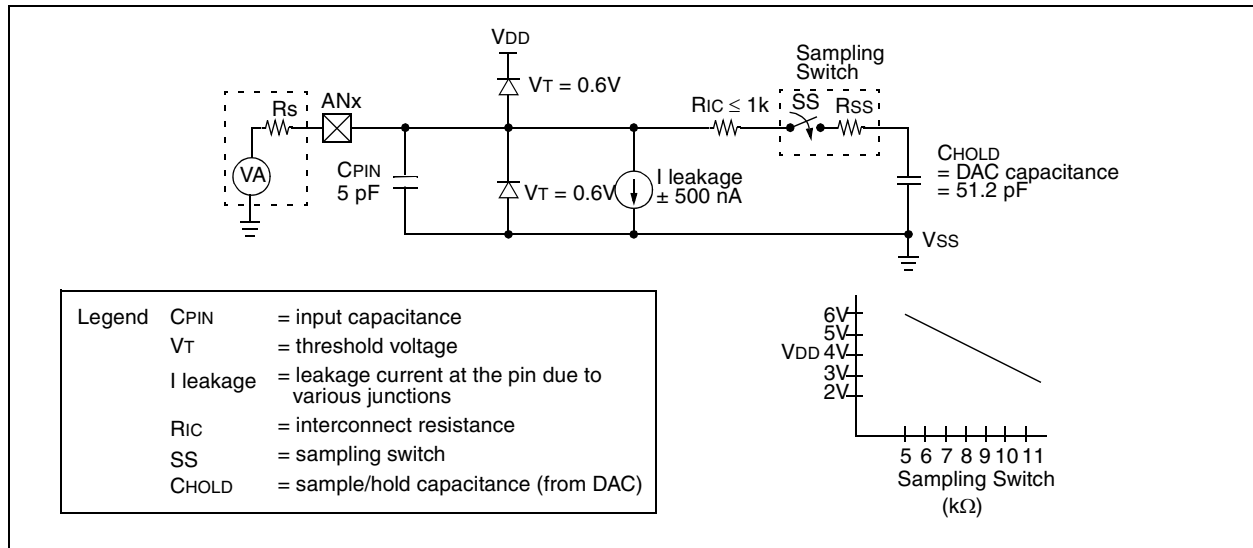 VDD
Sampling
Switch
VT = 0.6V
RIC ≤ 1k
SS
RSS
Rs
ANx
VA
CPIN
5 pF
VT = 0.6V
I leakage
± 500 nA
CHOLD
= DAC capacitance
= 51.2 pF
VSS
Legend CPIN = input capacitance
VT = threshold voltage
I leakage = leakage current at the pin due to
various junctions
RIC = interconnect resistance
SS = sampling switch
CHOLD = sample/hold capacitance (from DAC)
6V
5V
VDD 4V
3V
2V
5 6 7 8 9 10 11
Sampling Switch
(kΩ)